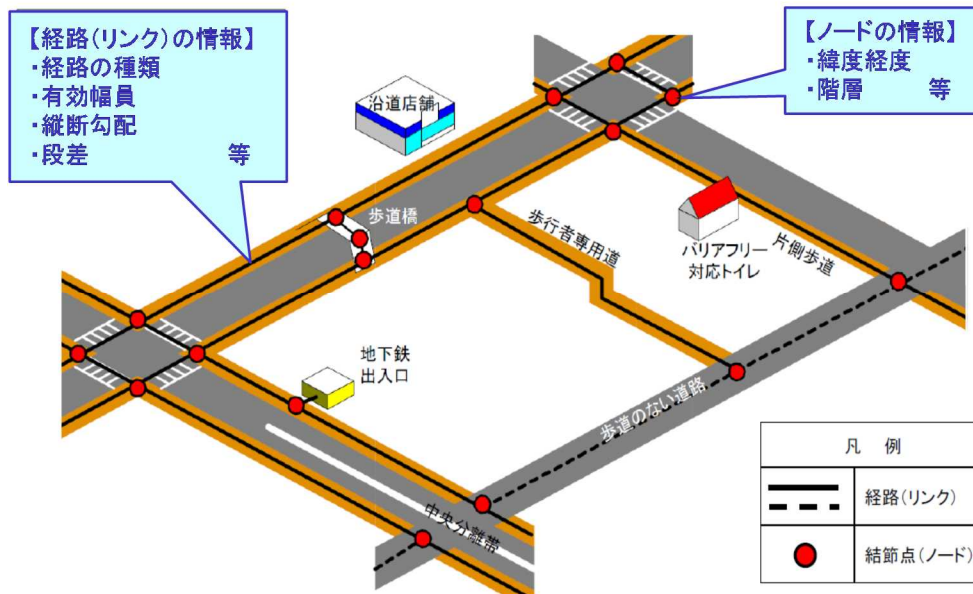 【経路(リンク)の情報】
・経路の種類
・有効幅員
・縦断勾配
・段差 等
【ノードの情報】
・緯度経度
・階層 等
沿道店舗
歩道橋
歩行者専用道
バリアフリー
対応トイレ
片側歩道
地下鉄
出入口
歩道のない道路
中央分離帯
凡 例
経路(リンク)
結節点(ノード)